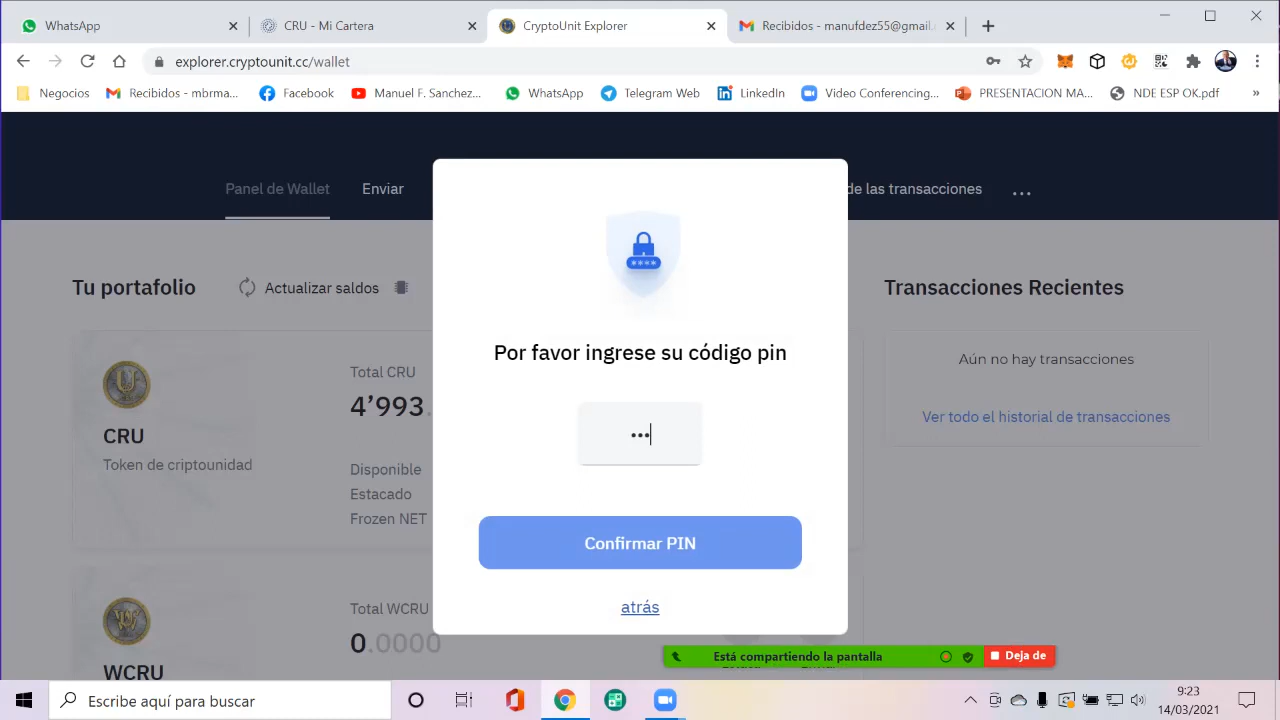 WhatsApp
CRU - Mi Cartera
CryptoUnit Explorer
Recibidos - manufdez55@gmail.
explorer.cryptounit.cc/wallet
Negocios
Recibidos - mbrma...
Facebook
Manuel F. Sanchez...
WhatsApp
Telegram Web
LinkedIn
Video Conferencing,...
PRESENTACION MA...
NDE ESP OK.pdf
»
Panel de Wallet
Enviar
de las transacciones
...
Tu portafolio
Actualizar saldos
Transacciones Recientes
Aún no hay transacciones
Ver todo el historial de transacciones
CRU
Token de criptounidad
Total CRU
4’993.
Disponible
Estacado
Frozen NET
WCRU
Total WCRU
0.0000
****
Por favor ingrese su código pin
•••
Confirmar PIN
atrás
Está compartiendo la pantalla
Deja de
Escribe aquí para buscar
9:23
14/03/2021